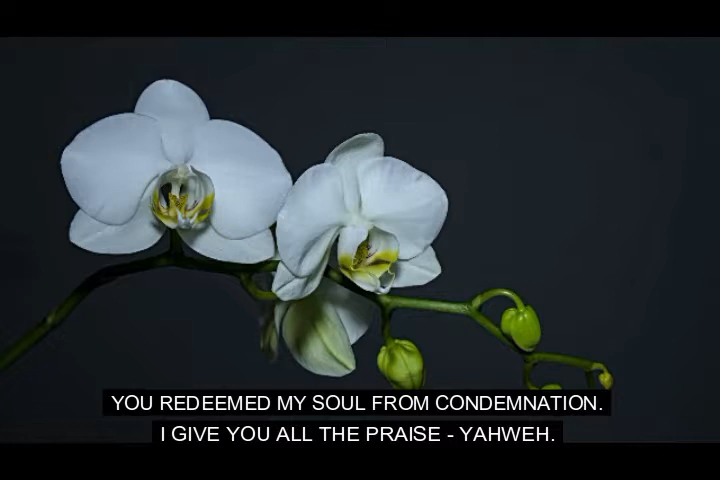 YOU REDEEMED MY SOUL FROM CONDEMNATION.
I GIVE YOU ALL THE PRAISE - YAHWEH.